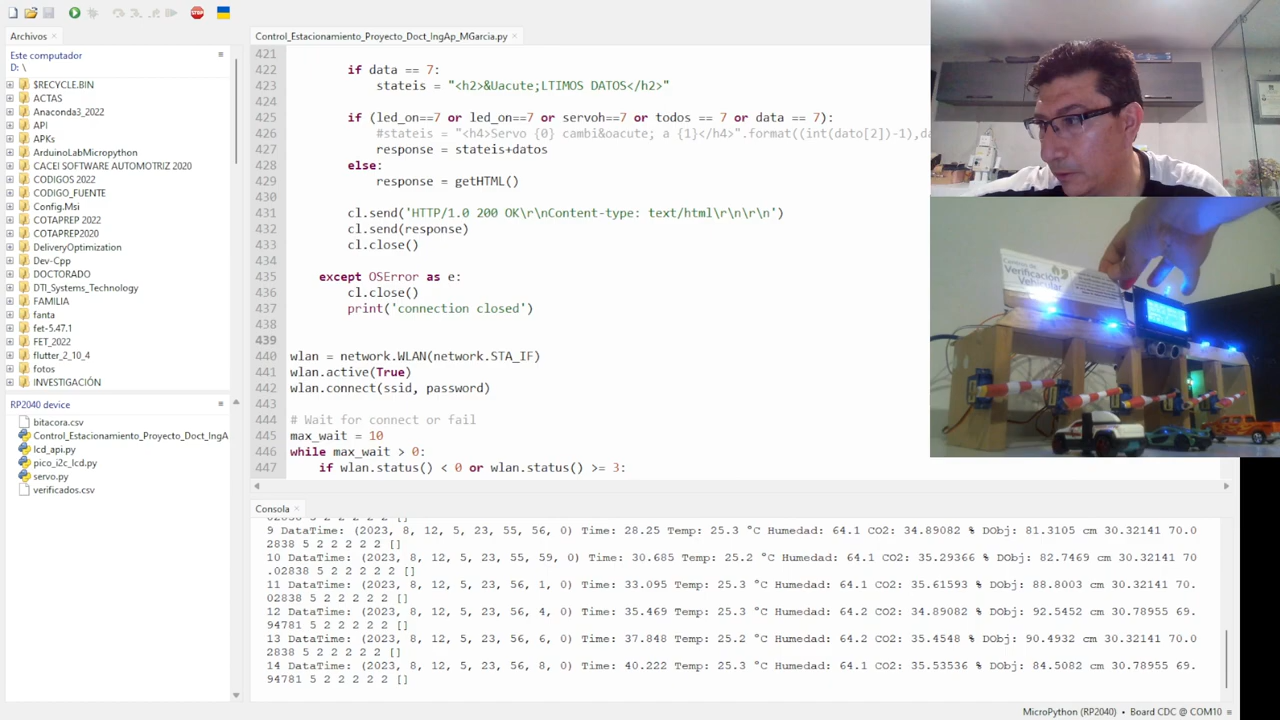 Archivos ×
Este computador
D: \
$RECYCLE.BIN
ACTAS
Anaconda3_2022
API
APKs
ArduinoLabMicropython
CACEI SOFTWARE AUTOMOTRIZ 2020
CODIGOS 2022
CODIGO_FUENTE
Config.Msi
COTAPREP 2022
COTAPREP2020
DeliveryOptimization
Dev-Cpp
DOCTORADO
DTI_Systems_Technology
FAMILIA
fanta
fet-5.47.1
FET_2022
flutter_2_10_4
fotos
INVESTIGACIÓN
RP2040 device
bitacora.csv
Control_Estacionamiento_Proyecto_Doct_IngA
lcd_api.py
pico_i2c_lcd.py
servo.py
verificados.csv
Control_Estacionamiento_Proyecto_Doct_IngAp_MGarcia.py ×
421
422 if data == 7:
423 stateis = "<h2>&Uacute;LTIMOS DATOS</h2>"
424
425 if (led_on==7 or led_on==7 or servoh==7 or todos == 7 or data == 7):
426 #stateis = "<h4>Servo {0} cambi&oacute; a {1}</h4>".format((int(dato[2])-1),da
427 response = stateis+datos
428 else:
429 response = getHTML()
430
431 cl.send('HTTP/1.0 200 OK\r\nContent-type: text/html\r\n\r\n')
432 cl.send(response)
433 cl.close()
434
435 except OSError as e:
436 cl.close()
437 print('connection closed')
438
439
440 wlan = network.WLAN(network.STA_IF)
441 wlan.active(True)
442 wlan.connect(ssid, password)
443
444 # Wait for connect or fail
445 max_wait = 10
446 while max_wait > 0:
447 if wlan.status() < 0 or wlan.status() >= 3:
Verificación
Vehicular
Consola ×
9 DataTime: (2023, 8, 12, 5, 23, 55, 56, 0) Time: 28.25 Temp: 25.3 °C Humedad: 64.1 CO2: 34.89082 % DObj: 81.3105 cm 30.32141 70.0
2838 5 2 2 2 2 2 []
10 DataTime: (2023, 8, 12, 5, 23, 55, 59, 0) Time: 30.685 Temp: 25.2 °C Humedad: 64.1 CO2: 35.29366 % DObj: 82.7469 cm 30.32141 70
.02838 5 2 2 2 2 2 []
11 DataTime: (2023, 8, 12, 5, 23, 56, 1, 0) Time: 33.095 Temp: 25.3 °C Humedad: 64.1 CO2: 35.61593 % DObj: 88.8003 cm 30.32141 70.
02838 5 2 2 2 2 2 []
12 DataTime: (2023, 8, 12, 5, 23, 56, 4, 0) Time: 35.469 Temp: 25.3 °C Humedad: 64.2 CO2: 34.89082 % DObj: 92.5452 cm 30.78955 69.
94781 5 2 2 2 2 2 []
13 DataTime: (2023, 8, 12, 5, 23, 56, 6, 0) Time: 37.848 Temp: 25.2 °C Humedad: 64.2 CO2: 35.4548 % DObj: 90.4932 cm 30.32141 70.0
2838 5 2 2 2 2 2 []
14 DataTime: (2023, 8, 12, 5, 23, 56, 8, 0) Time: 40.222 Temp: 25.3 °C Humedad: 64.1 CO2: 35.53536 % DObj: 84.5082 cm 30.78955 69.
94781 5 2 2 2 2 2 []
MicroPython (RP2040) • Board CDC @ COM10